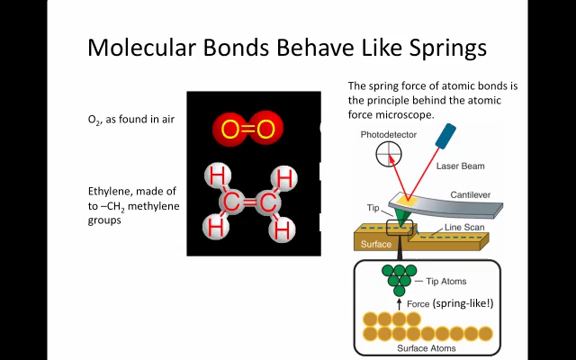 Molecular Bonds Behave Like Springs
The spring force of atomic bonds is
the principle behind the atomic
force microscope.
O2, as found in air
O=O
Ethylene, made of
to –CH2 methylene
groups
H H
C=C
H H
Photodetector
Laser Beam
Cantilever
Tip
Line Scan
Surface
Tip Atoms
Force (spring-like!)
Surface Atoms